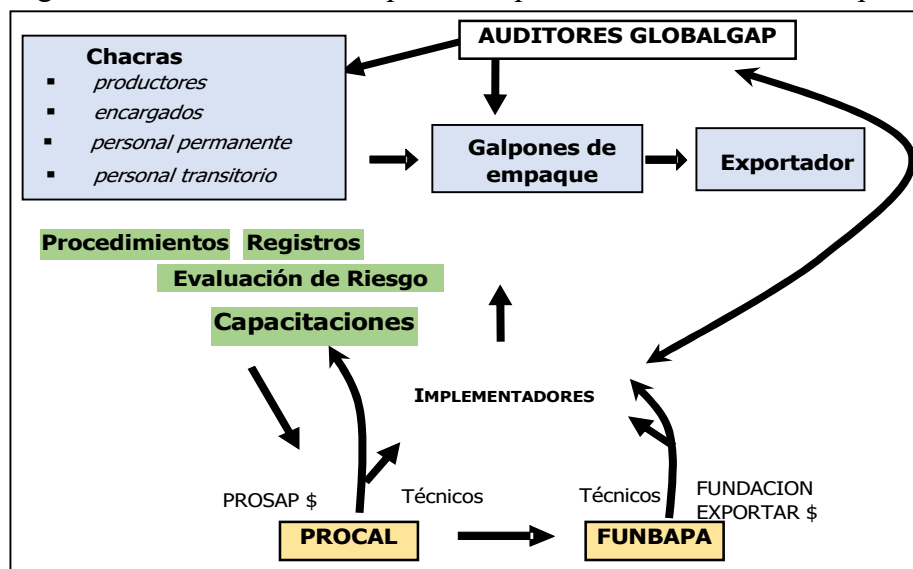 AUDITORES GLOBALGAP
Chacras
▪ productores
▪ encargados
▪ personal permanente
▪ personal transitorio
Galpones de
empaque
Exportador
Procedimientos
Registros
Evaluación de Riesgo
Capacitaciones
IMPLEMENTADORES
PROSAP $
Técnicos
Técnicos
FUNDACION
EXPORTAR $
PROCAL
FUNBAPA